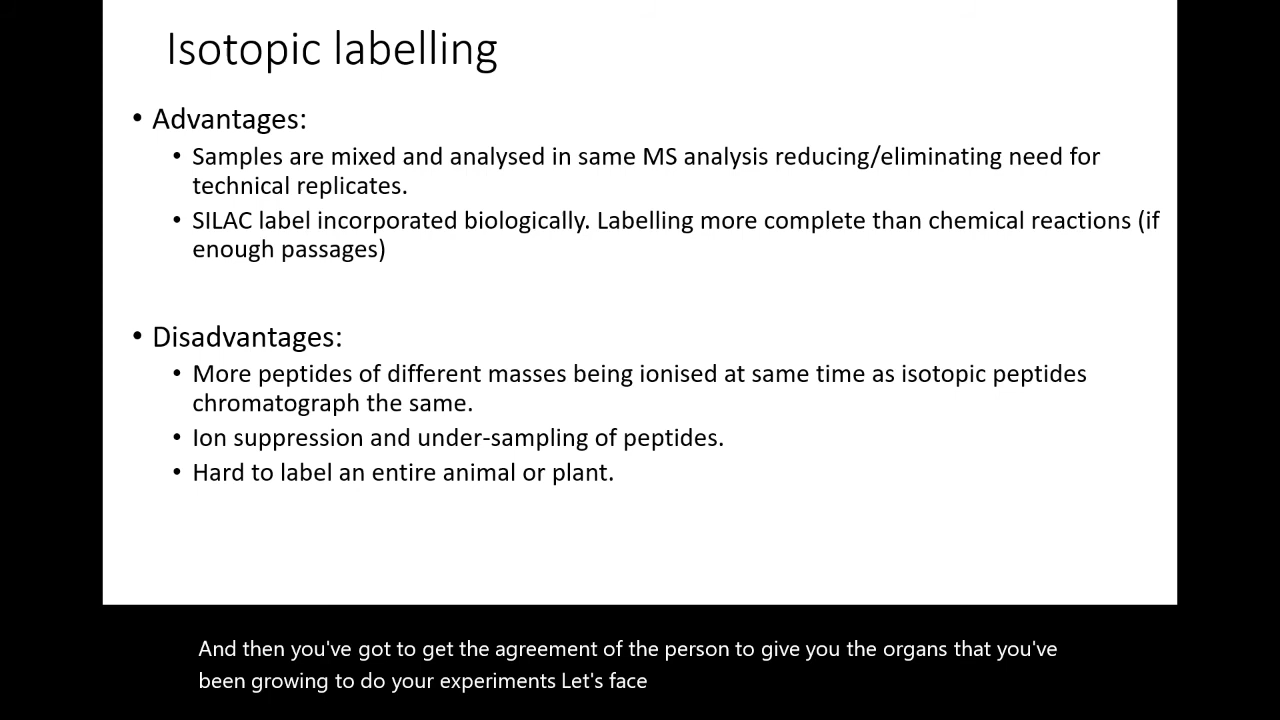 Isotopic labelling
• Advantages:
• Samples are mixed and analysed in same MS analysis reducing/eliminating need for
technical replicates.
• SILAC label incorporated biologically. Labelling more complete than chemical reactions (if
enough passages)
• Disadvantages:
• More peptides of different masses being ionised at same time as isotopic peptides
chromatograph the same.
• Ion suppression and under-sampling of peptides.
• Hard to label an entire animal or plant.
And then you've got to get the agreement of the person to give you the organs that you've
been growing to do your experiments Let's face